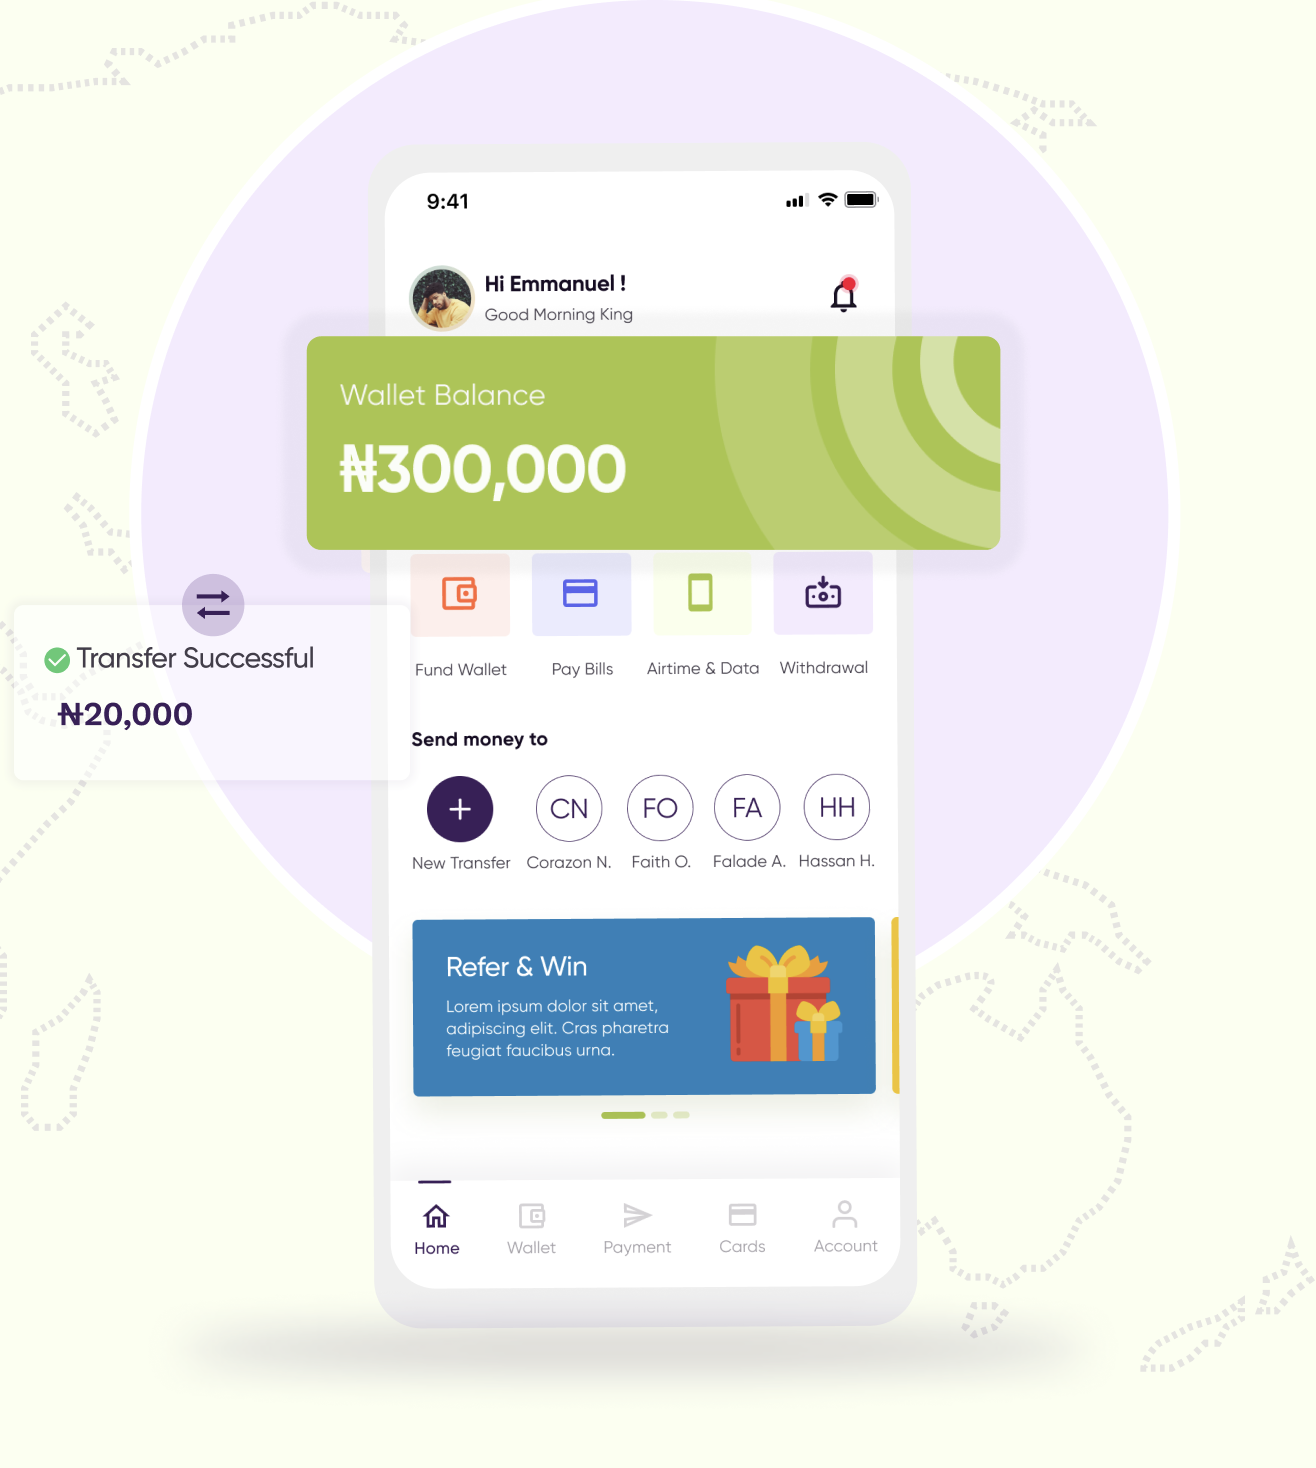 9:41
Hi Emmanuel !
Good Morning King
Wallet Balance
₦300,000
Fund Wallet
Pay Bills
Airtime & Data
Withdrawal
Transfer Successful
₦20,000
Send money to
CN
FO
FA
HH
New Transfer
Corazon N.
Faith O.
Falade A.
Hassan H.
Refer & Win
Lorem ipsum dolor sit amet,
adipiscing elit. Cras pharetra
feugiat faucibus urna.
Home
Wallet
Payment
Cards
Account